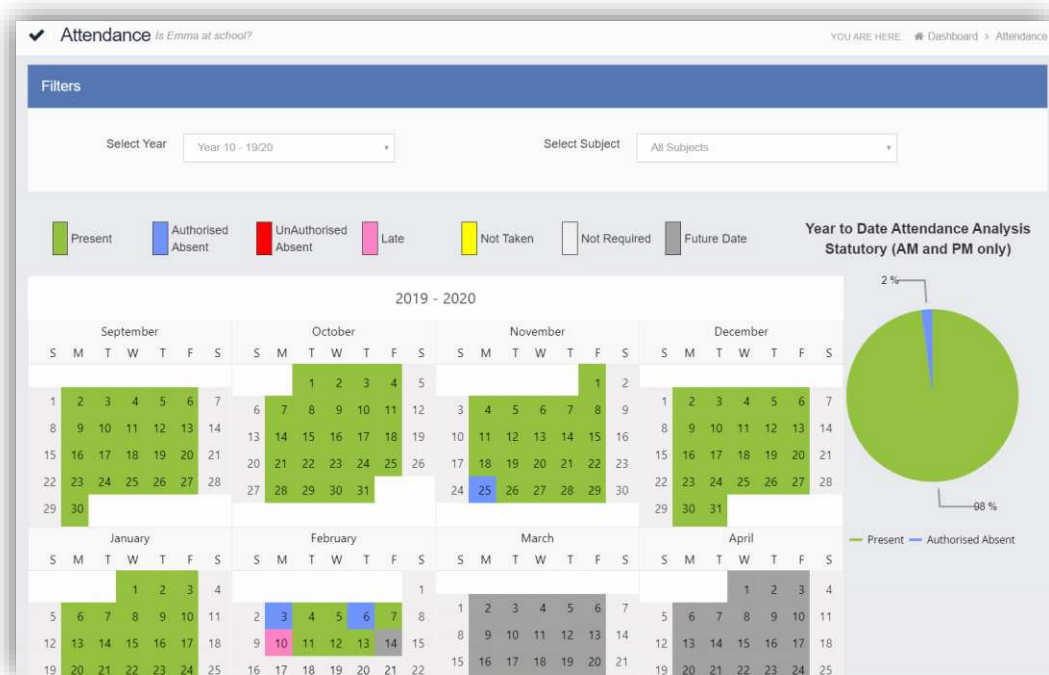 Attendance Is Emma at school?
YOU ARE HERE: Dashboard > Attendance
Filters
Select Year Year 10 - 19/20 Select Subject All Subjects
Present
Authorised Absent
UnAuthorised Absent
Late
Not Taken
Not Required
Future Date
Year to Date Attendance Analysis
Statutory (AM and PM only)
2 %
98 %
Present Authorised Absent
2019 - 2020
September
S M T W T F S
1 2 3 4 5 6 7
8 9 10 11 12 13 14
15 16 17 18 19 20 21
22 23 24 25 26 27 28
29 30
October
S M T W T F S
1 2 3 4 5
6 7 8 9 10 11 12
13 14 15 16 17 18 19
20 21 22 23 24 25 26
27 28 29 30 31
November
S M T W T F S
1 2
3 4 5 6 7 8 9
10 11 12 13 14 15 16
17 18 19 20 21 22 23
24 25 26 27 28 29 30
December
S M T W T F S
1 2 3 4 5 6 7
8 9 10 11 12 13 14
15 16 17 18 19 20 21
22 23 24 25 26 27 28
29 30 31
January
S M T W T F S
1 2 3 4
5 6 7 8 9 10 11
12 13 14 15 16 17 18
19 20 21 22 23 24 25
February
S M T W T F S
1
2 3 4 5 6 7 8
9 10 11 12 13 14 15
16 17 18 19 20 21 22
March
S M T W T F S
1 2 3 4 5 6 7
8 9 10 11 12 13 14
15 16 17 18 19 20 21
April
S M T W T F S
1 2 3 4
5 6 7 8 9 10 11
12 13 14 15 16 17 18
19 20 21 22 23 24 25